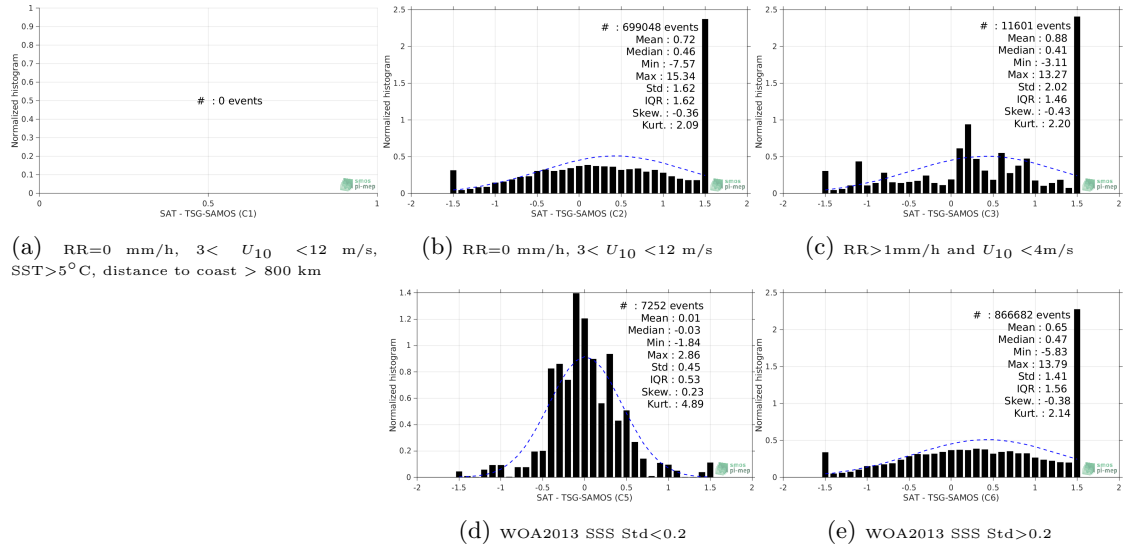 1
0.9
0.8
0.7
0.6
0.5
0.4
0.3
0.2
0.1
0
Normalized histogram
# : 0 events
smos
pi-mep
0 0.5 1
SAT - TSG-SAMOS (C1)
(a) RR=0 mm/h, 3< U10 <12 m/s,
SST>5°C, distance to coast > 800 km
2.5
2
1.5
1
0.5
0
Normalized histogram
# : 699048 events
Mean : 0.72
Median : 0.46
Min : -7.57
Max : 15.34
Std : 1.62
IQR : 1.62
Skew. : -0.36
Kurt. : 2.09
smos
pi-mep
-2 -1.5 -1 -0.5 0 0.5 1 1.5 2
SAT - TSG-SAMOS (C2)
(b) RR=0 mm/h, 3< U10 <12 m/s
2.5
2
1.5
1
0.5
0
Normalized histogram
# : 11601 events
Mean : 0.88
Median : 0.41
Min : -3.11
Max : 13.27
Std : 2.02
IQR : 1.46
Skew. : -0.43
Kurt. : 2.20
smos
pi-mep
-2 -1.5 -1 -0.5 0 0.5 1 1.5 2
SAT - TSG-SAMOS (C3)
(c) RR>1mm/h and U10 <4m/s
1.4
1.2
1
0.8
0.6
0.4
0.2
0
Normalized histogram
# : 7252 events
Mean : 0.01
Median : -0.03
Min : -1.84
Max : 2.86
Std : 0.45
IQR : 0.53
Skew. : 0.23
Kurt. : 4.89
smos
pi-mep
-2 -1.5 -1 -0.5 0 0.5 1 1.5 2
SAT - TSG-SAMOS (C5)
(d) WOA2013 SSS Std<0.2
2.5
2
1.5
1
0.5
0
Normalized histogram
# : 866682 events
Mean : 0.65
Median : 0.47
Min : -5.83
Max : 13.79
Std : 1.41
IQR : 1.56
Skew. : -0.38
Kurt. : 2.14
smos
pi-mep
-2 -1.5 -1 -0.5 0 0.5 1 1.5 2
SAT - TSG-SAMOS (C6)
(e) WOA2013 SSS Std>0.2